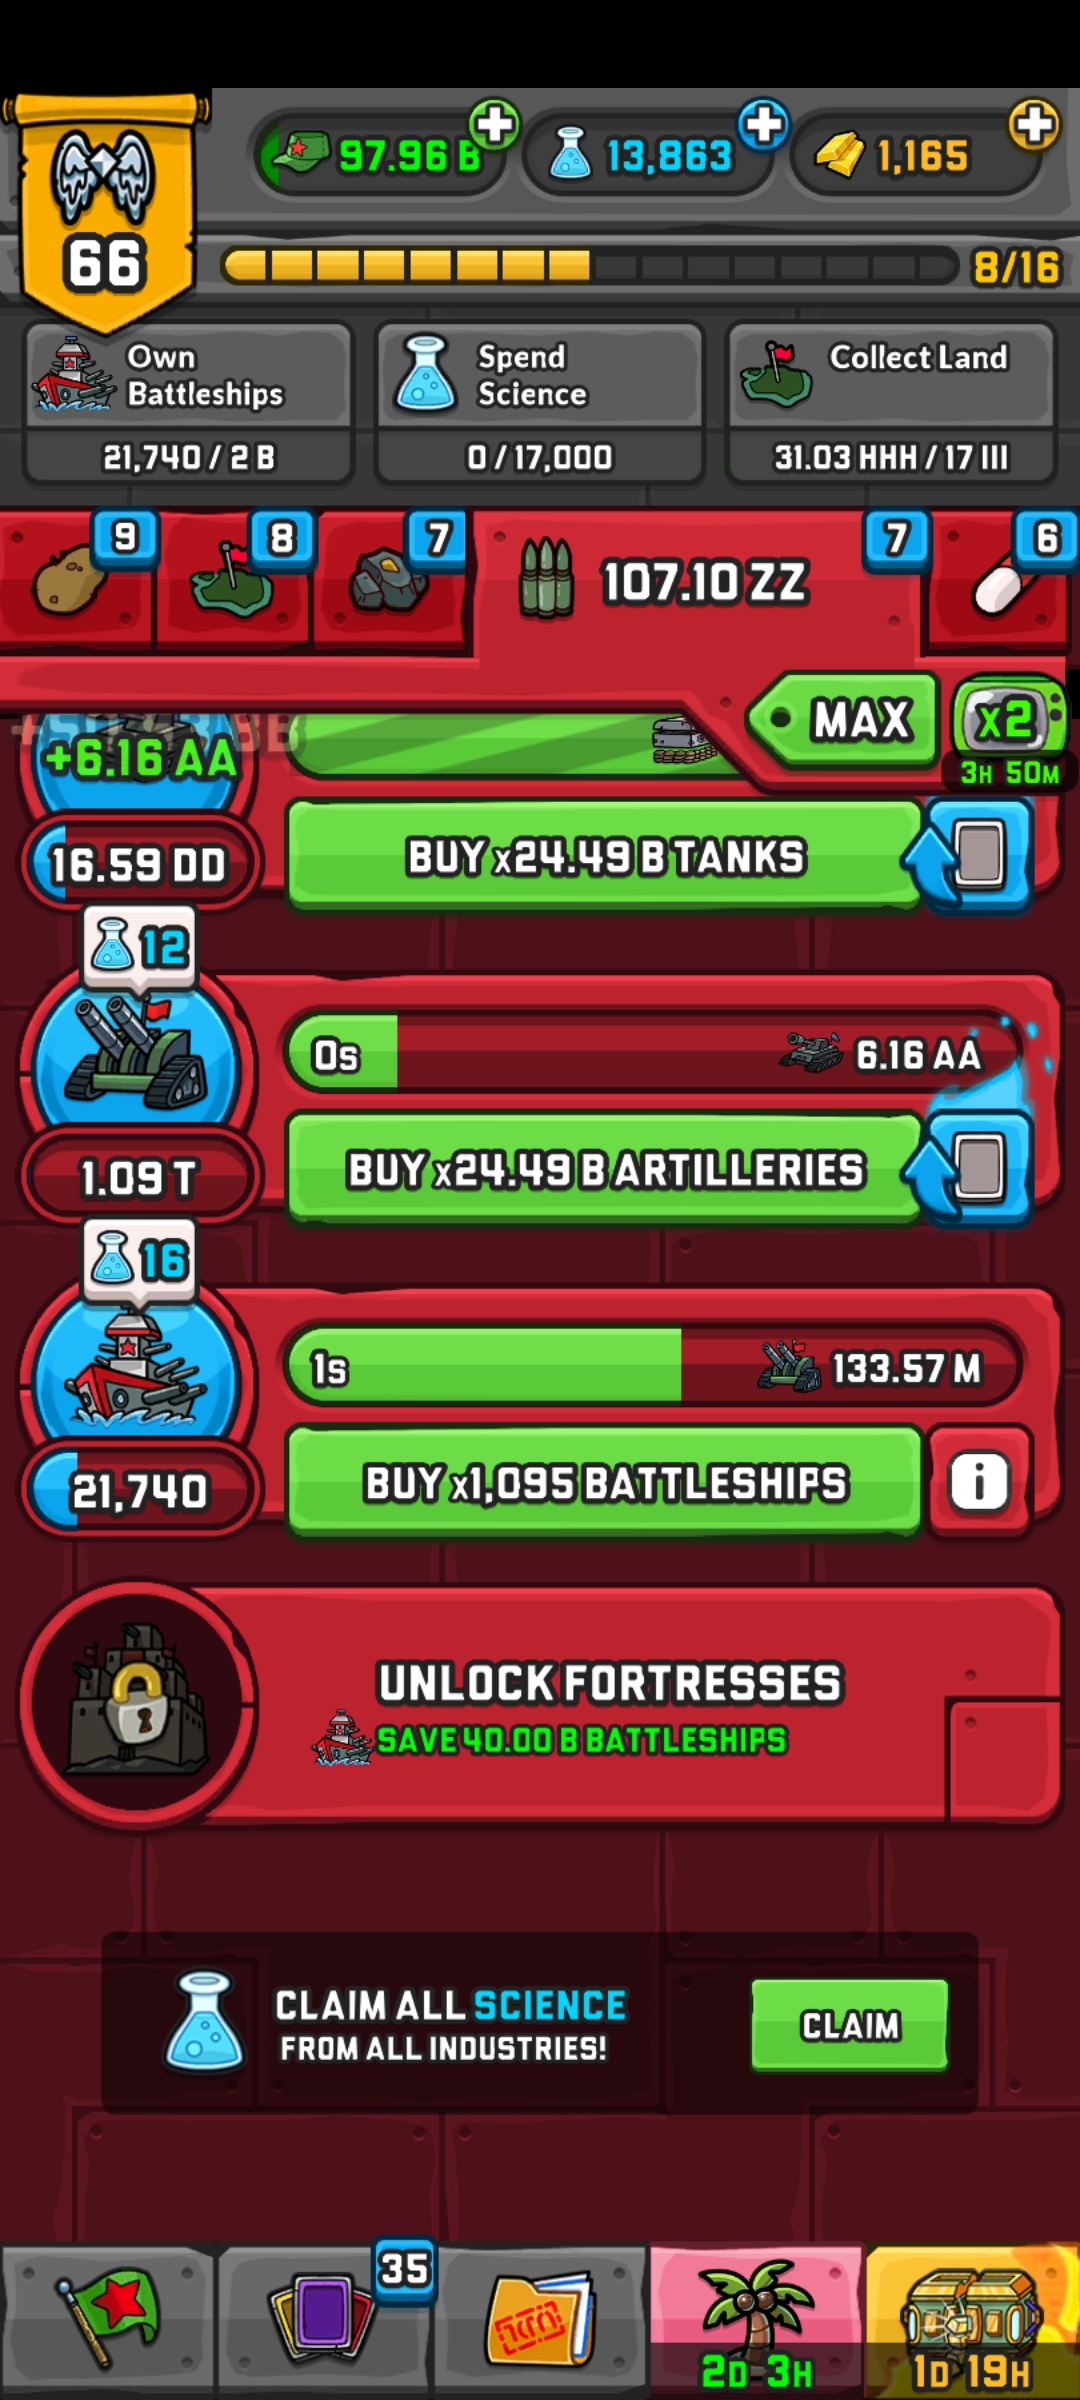 97.96 B
13,863
1,165
66
8/16
Own
Battleships
21,740 / 2 B
Spend
Science
0 / 17,000
Collect Land
31.03 HHH / 17 III
9
8
7
107.10 ZZ
7
6
MAX
x2
3H 50M
+6.16 AA
16.59 DD
BUY x24.49 B TANKS
12
0s
6.16 AA
1.09 T
BUY x24.49 B ARTILLERIES
16
1s
133.57 M
21,740
BUY x1,095 BATTLESHIPS
i
UNLOCK FORTRESSES
SAVE 40.00 B BATTLESHIPS
CLAIM ALL SCIENCE
FROM ALL INDUSTRIES!
CLAIM
35
2D 3H
1D 19H